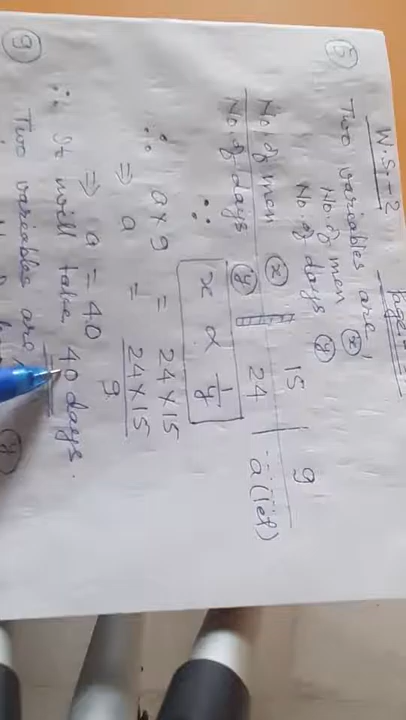 W.S-2
Page-
⑤ Two variables are,
No. of men ⓧ
No. of days ⓨ
No. of men ⓧ 15 9
No. of days ⓨ 24 a (let)
∴ x ∝ 1/y
∴ a × 9 = 24 × 15
⇒ a = 24 × 15 / 9
⇒ a = 40
∴ It will take 40 days.
⑨ Two variables are
ⓨ